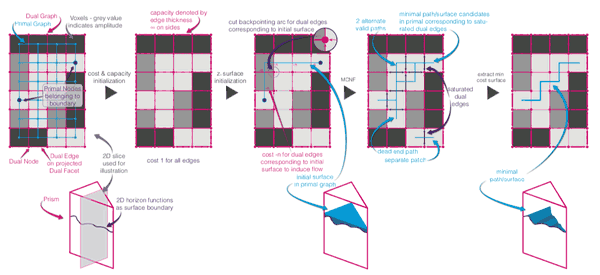 Dual Graph
Primal Graph
Voxels - grey value
indicates amplitude
Primal Nodes
belonging to
boundary
Dual Node
Dual Edge
on projected
Dual Facet
2D slice
used for
illustration
Prism
2D horizon functions
as surface boundary
cost & capacity
initialization
capacity denoted by
edge thickness
∞ on sides
cost 1 for all edges
z-surface
initialization
cut backpointing arc for dual edges
corresponding to initial surface
cost -∞ for dual edges
corresponding to initial
surface to induce flow
initial surface
in primal graph
MCNF
2 alternate
valid paths
minimal path/surface candidates
in primal corresponding to satu-
rated dual edges
saturated
dual
edges
dead end path
separate patch
extract min
cost surface
minimal
path/surface